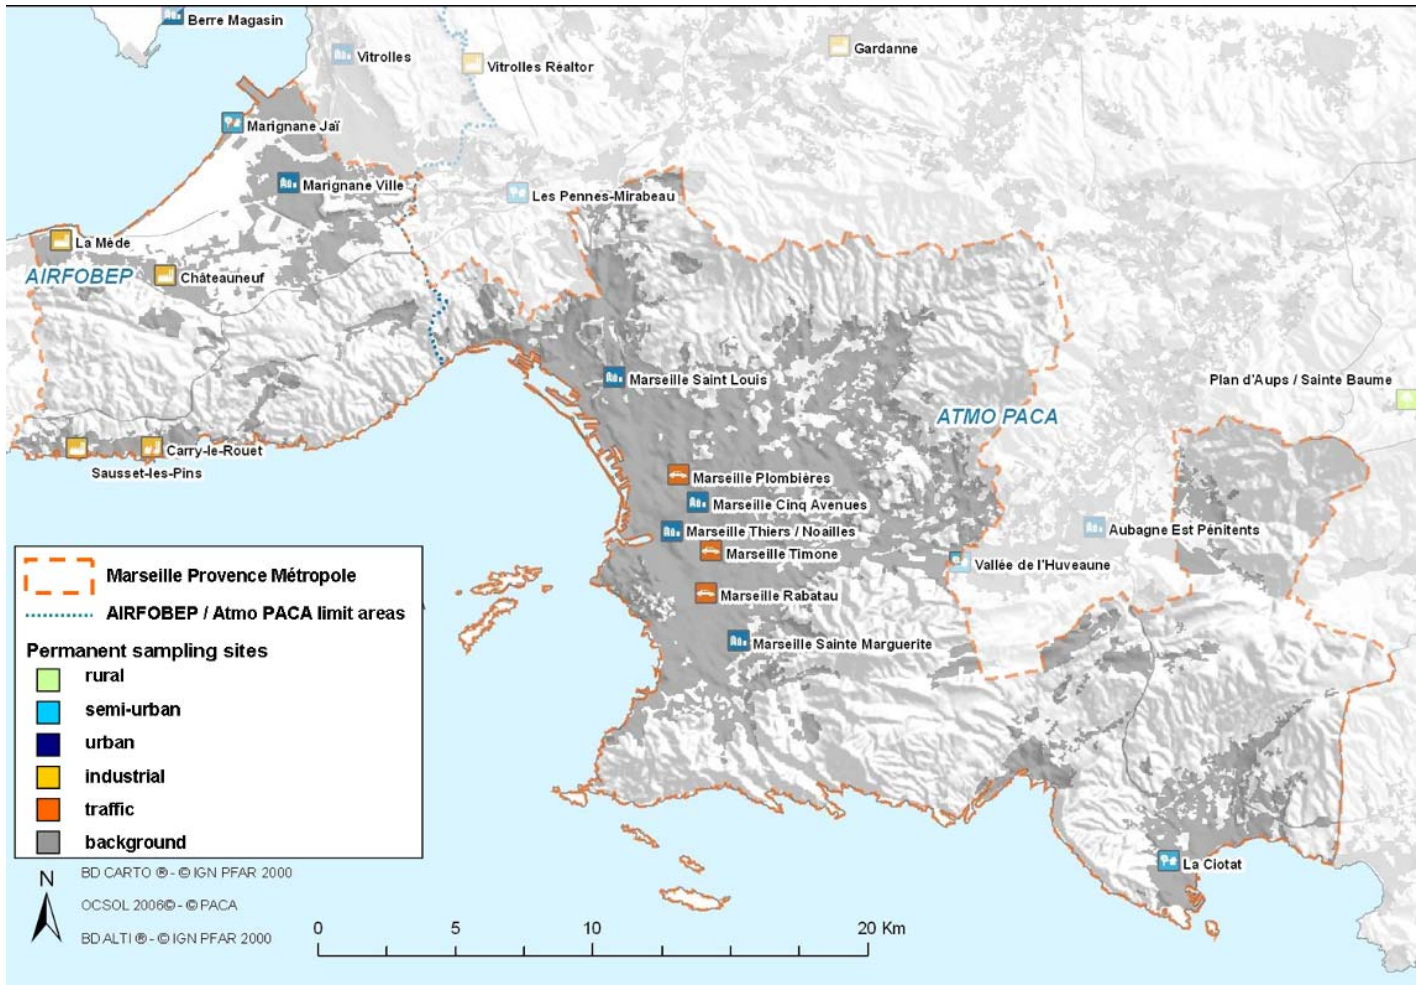 Berre Magasin
Vitrolles
Vitrolles Réaltor
Gardanne
Marignane Jaï
Marignane Ville
Les Pennes-Mirabeau
La Mède
AIRFOBEP
Châteauneuf
Marseille Saint Louis
Plan d'Aups / Sainte Baume
ATMO PACA
Carry-le-Rouet
Sausset-les-Pins
Marseille Plombières
Marseille Cinq Avenues
Marseille Thiers / Noailles
Marseille Timone
Aubagne Est Pénitents
Vallée de l'Huveaune
Marseille Rabatau
Marseille Sainte Marguerite
La Ciotat
Marseille Provence Métropole
AIRFOBEP / Atmo PACA limit areas
Permanent sampling sites
rural
semi-urban
urban
industrial
traffic
background
N
BD CARTO ® - © IGN PFAR 2000
OCSOL 2006© - © PACA
BD ALTI ® - © IGN PFAR 2000
0 5 10 20 Km